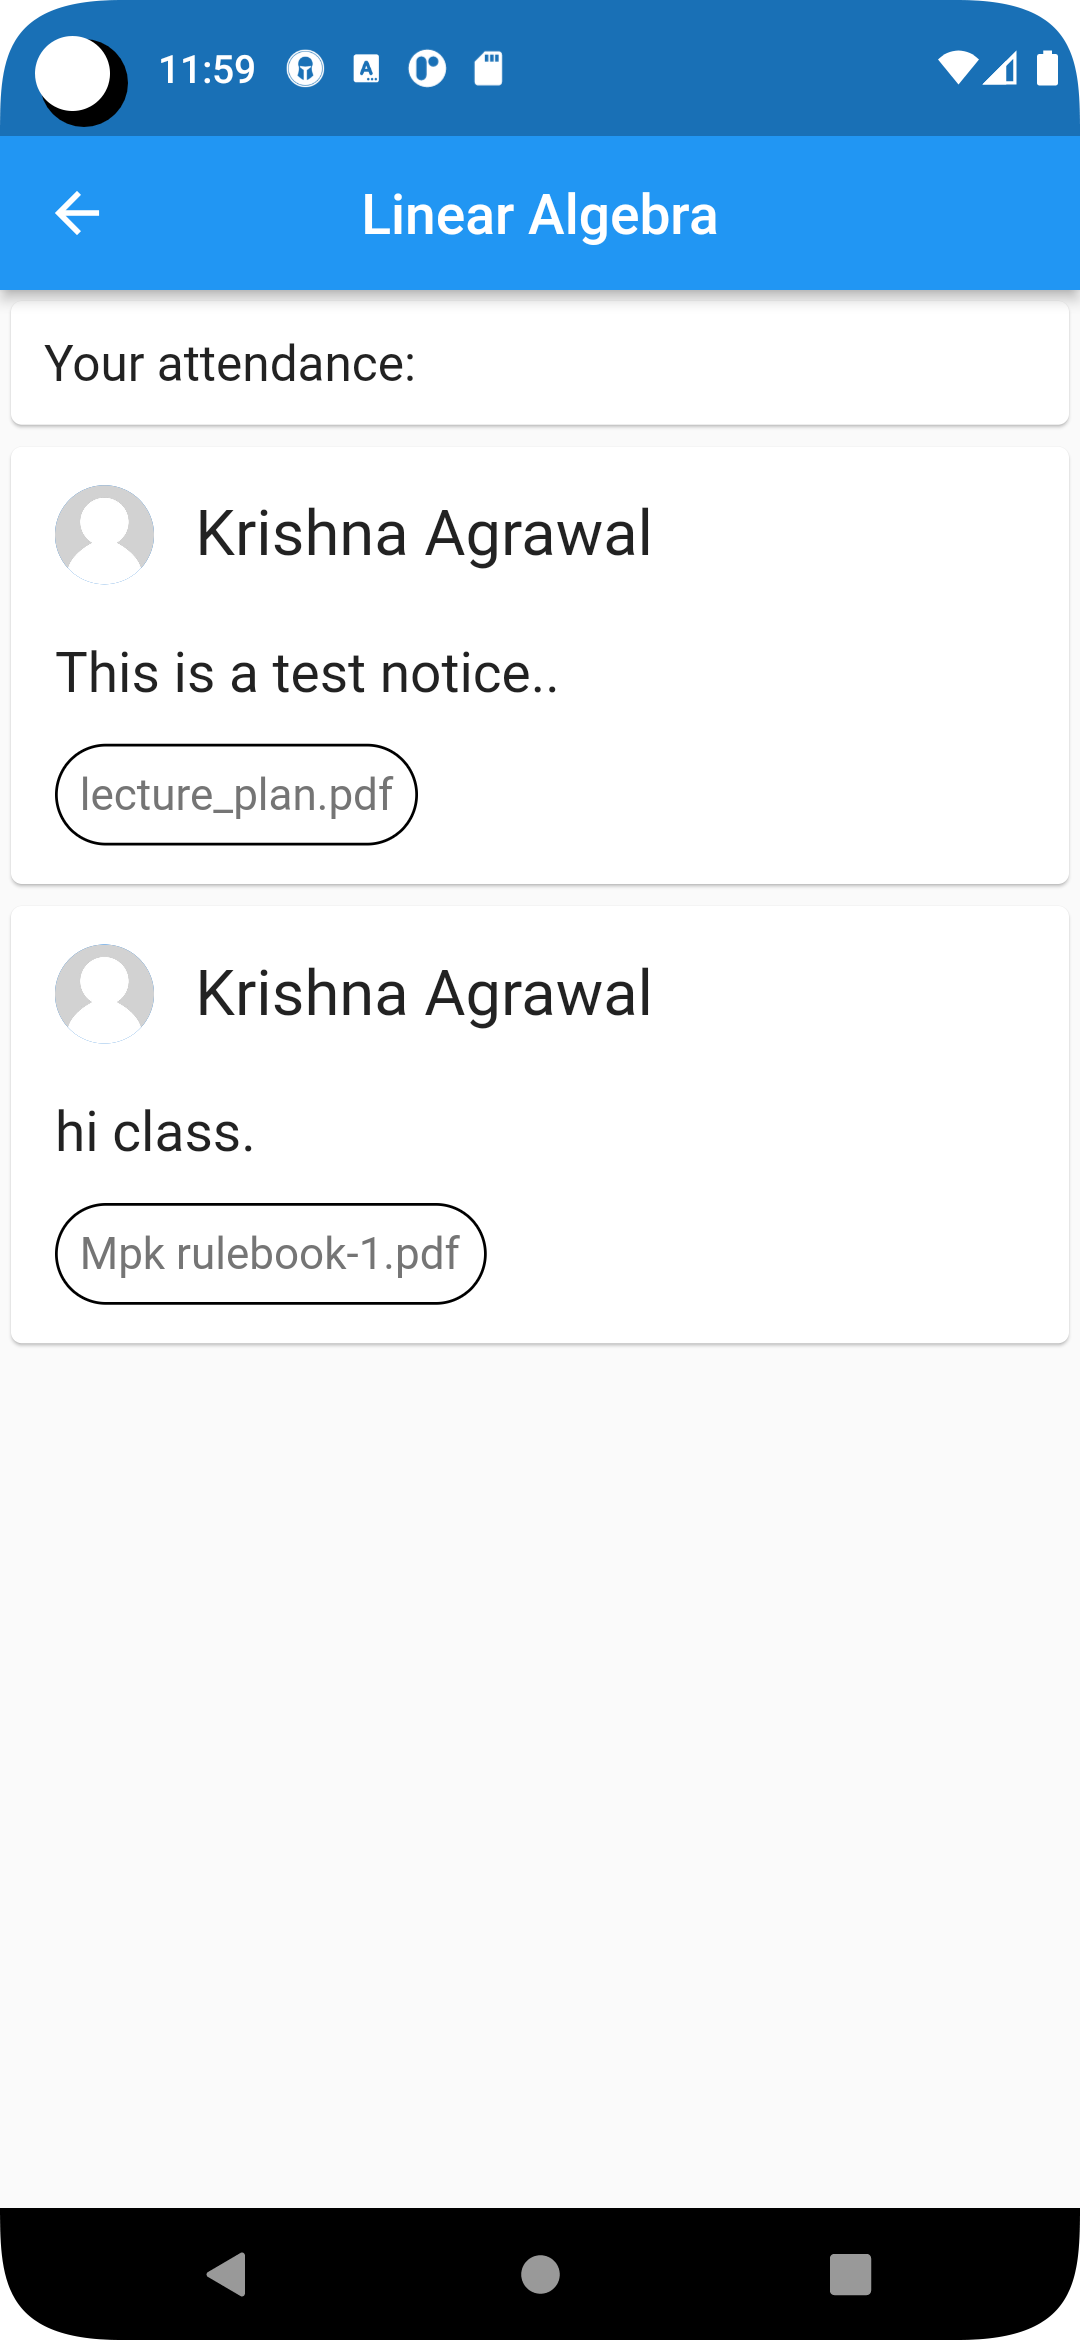 11:59
Linear Algebra
Your attendance:
Krishna Agrawal
This is a test notice..
lecture_plan.pdf
Krishna Agrawal
hi class.
Mpk rulebook-1.pdf